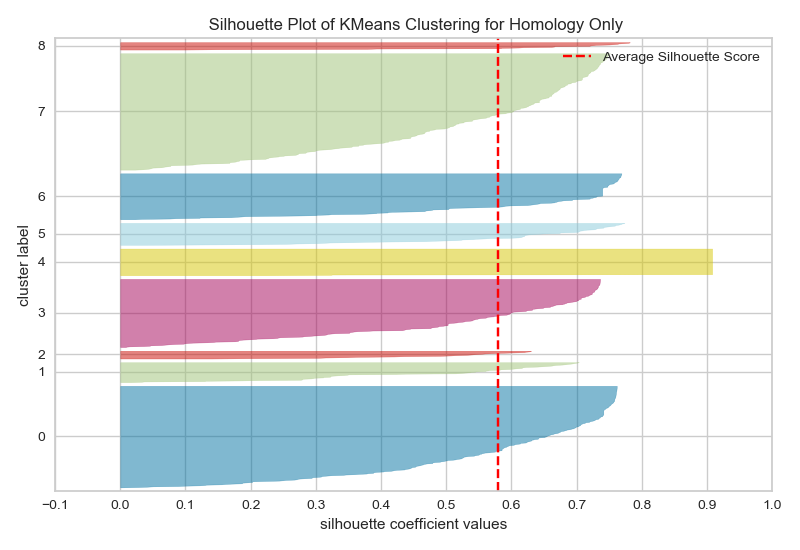 Silhouette Plot of KMeans Clustering for Homology Only
Average Silhouette Score
8
7
6
5
4
3
2
1
0
cluster label
−0.1 0.0 0.1 0.2 0.3 0.4 0.5 0.6 0.7 0.8 0.9 1.0
silhouette coefficient values